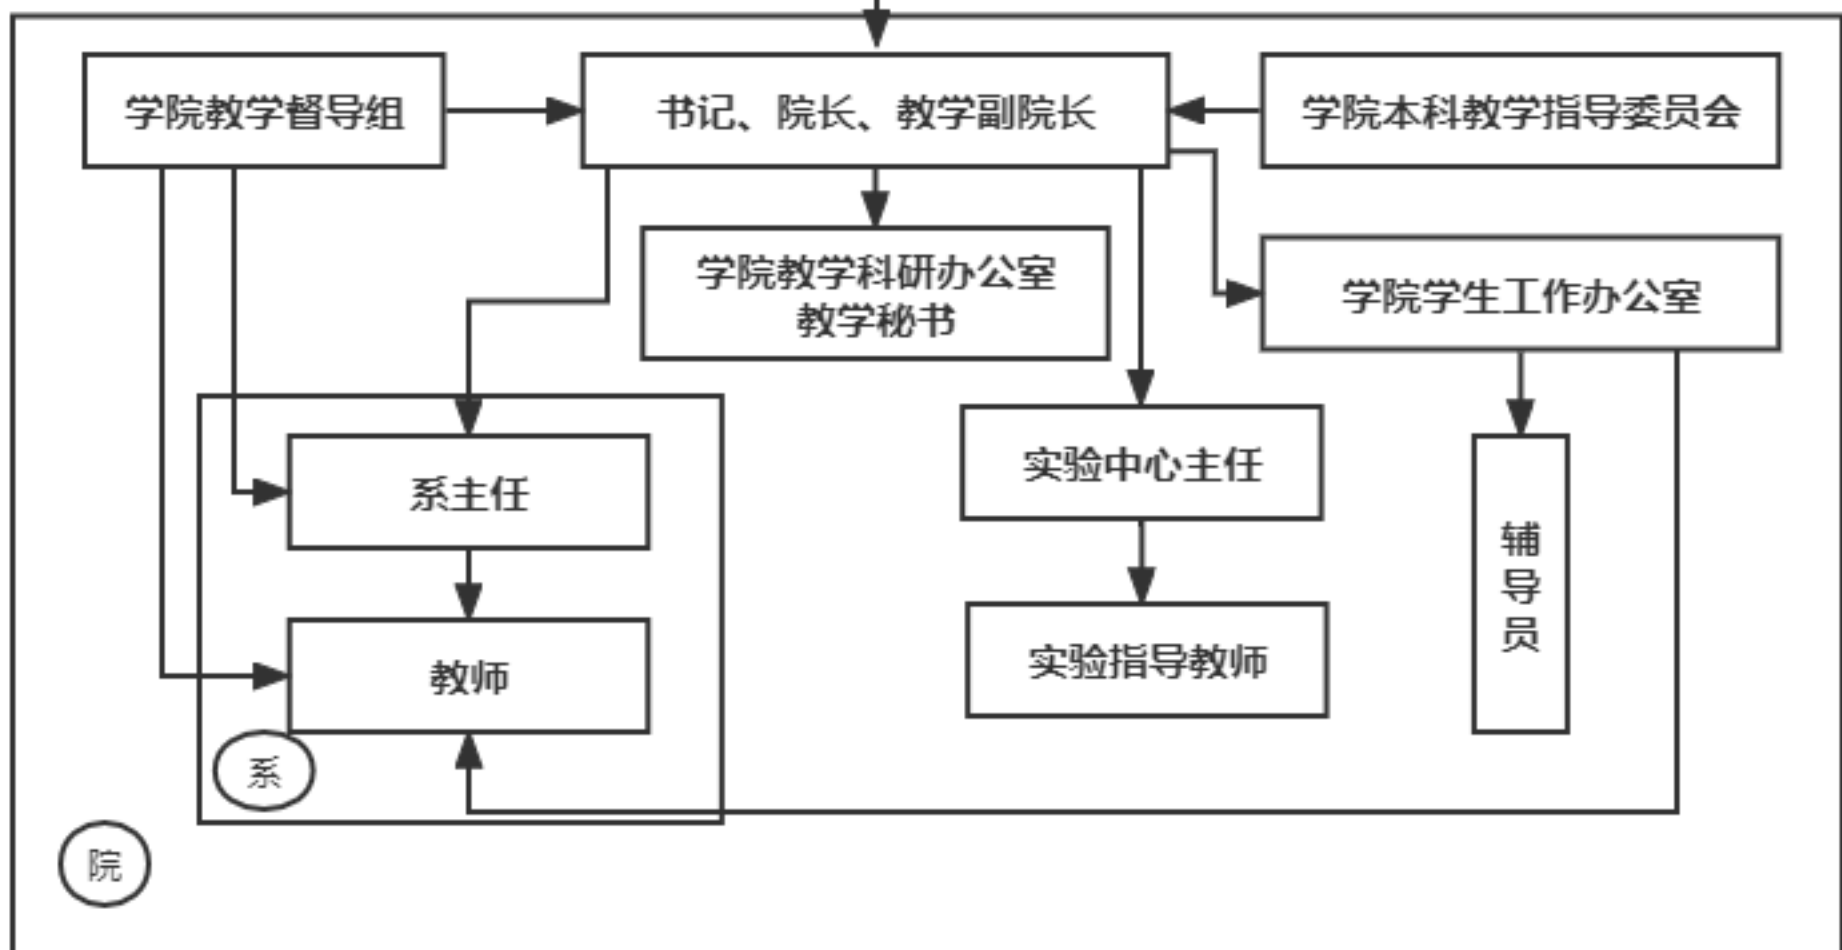 学院教学督导组
书记、院长、教学副院长
学院本科教学指导委员会
学院教学科研办公室
教学秘书
学院学生工作办公室
系主任
实验中心主任
辅导员
教师
实验指导教师
系
院